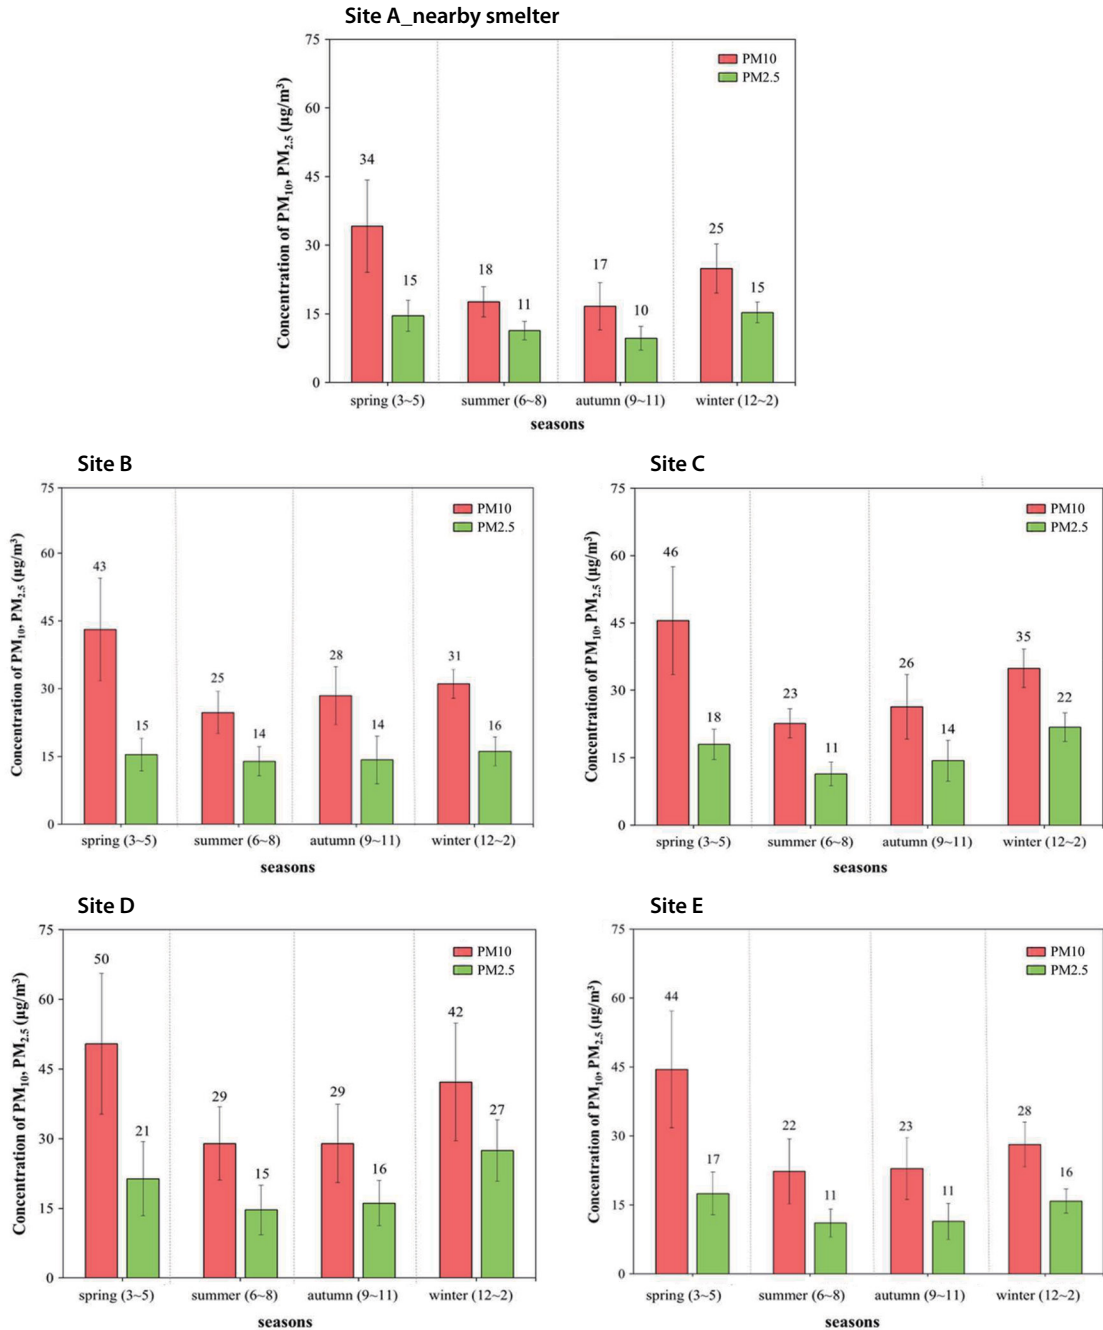 Site A_nearby smelter
Concentration of PM10, PM2.5 (μg/m³)
75
60
45
30
15
0
PM10
PM2.5
34
15
18
11
17
10
25
15
spring (3~5) summer (6~8) autumn (9~11) winter (12~2)
seasons
Site B
Concentration of PM10, PM2.5 (μg/m³)
75
60
45
30
15
0
PM10
PM2.5
43
15
25
14
28
14
31
16
spring (3~5) summer (6~8) autumn (9~11) winter (12~2)
seasons
Site C
Concentration of PM10, PM2.5 (μg/m³)
75
60
45
30
15
0
PM10
PM2.5
46
18
23
11
26
14
35
22
spring (3~5) summer (6~8) autumn (9~11) winter (12~2)
seasons
Site D
Concentration of PM10, PM2.5 (μg/m³)
75
60
45
30
15
0
PM10
PM2.5
50
21
29
15
29
16
42
27
spring (3~5) summer (6~8) autumn (9~11) winter (12~2)
seasons
Site E
Concentration of PM10, PM2.5 (μg/m³)
75
60
45
30
15
0
PM10
PM2.5
44
17
22
11
23
11
28
16
spring (3~5) summer (6~8) autumn (9~11) winter (12~2)
seasons